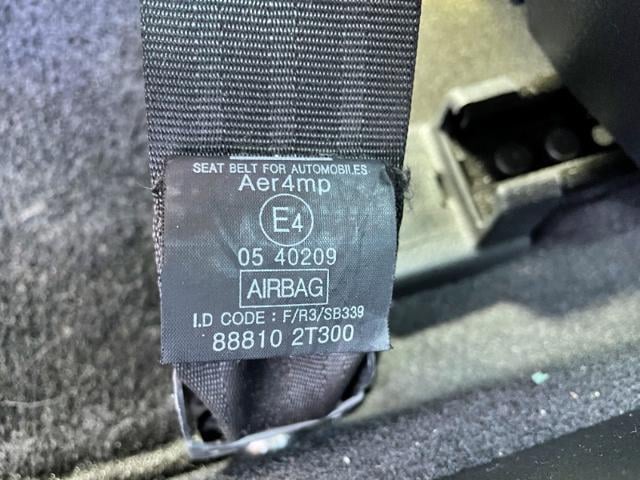 SEAT BELT FOR AUTOMOBILES
Aer4mp
E4
05 40209
AIRBAG
I.D CODE : F/R3/SB339
88810 2T300